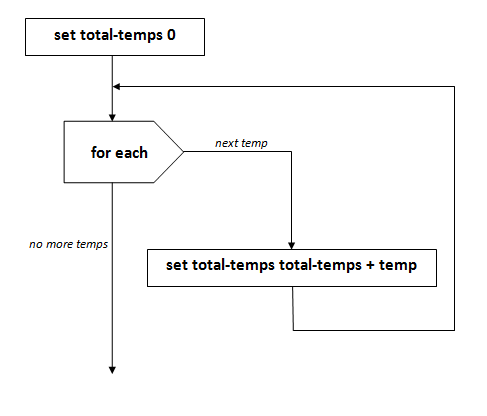 set total-temps 0
for each
next temp
no more temps
set total-temps total-temps + temp